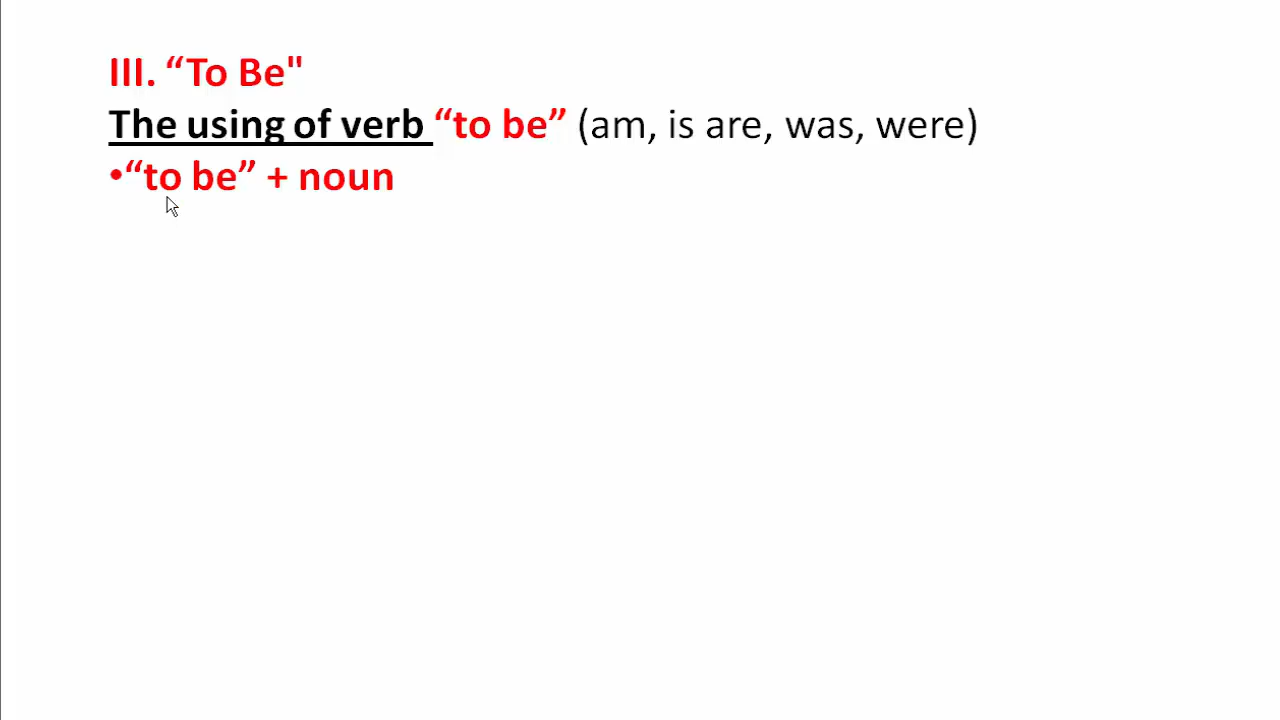 III. “To Be"
The using of verb “to be” (am, is are, was, were)
•“to be” + noun